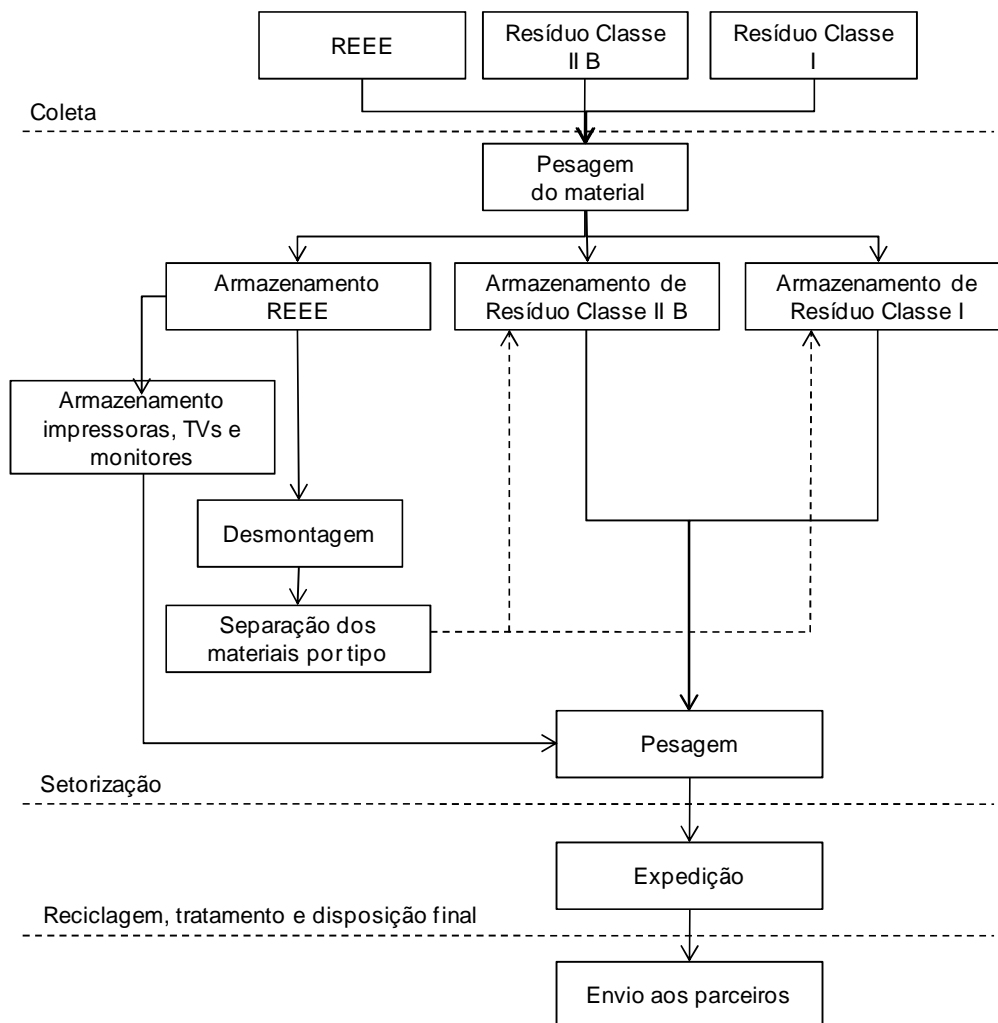 REEE
Resíduo Classe
II B
Resíduo Classe
I
Coleta
Pesagem
do material
Armazenamento
REEE
Armazenamento de
Resíduo Classe II B
Armazenamento de
Resíduo Classe I
Armazenamento
impressoras, TVs e
monitores
Desmontagem
Separação dos
materiais por tipo
Pesagem
Setorização
Expedição
Reciclagem, tratamento e disposição final
Envio aos parceiros